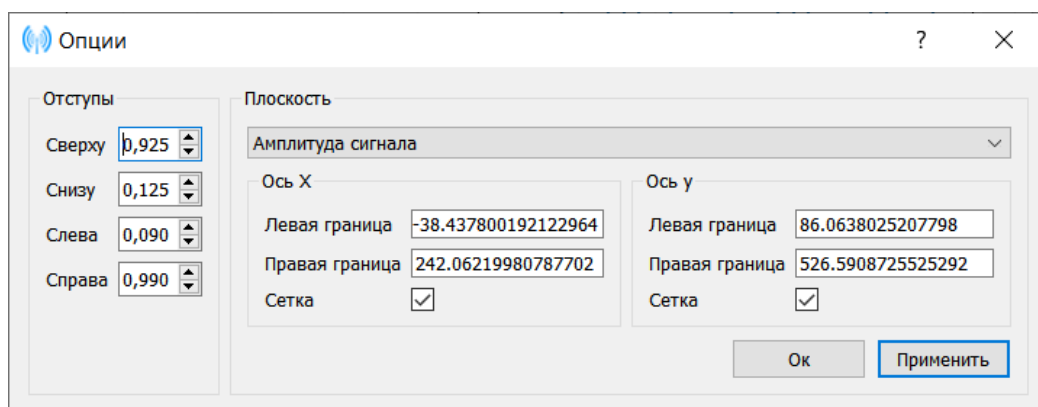 Опции
?
Отступы
Сверху 0,925
Снизу 0,125
Слева 0,090
Справа 0,990
Плоскость
Амплитуда сигнала
Ось X
Левая граница -38.437800192122964
Правая граница 242.06219980787702
Сетка
Ось y
Левая граница 86.0638025207798
Правая граница 526.5908725525292
Сетка
Ок
Применить